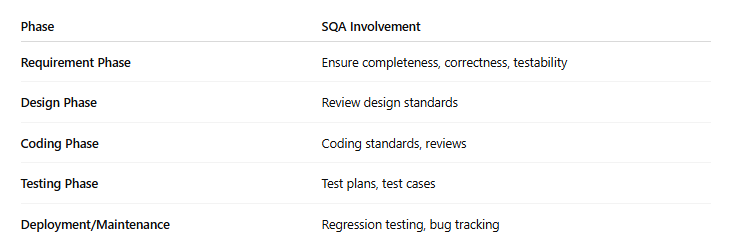 Phase SQA Involvement
Requirement Phase Ensure completeness, correctness, testability
Design Phase Review design standards
Coding Phase Coding standards, reviews
Testing Phase Test plans, test cases
Deployment/Maintenance Regression testing, bug tracking